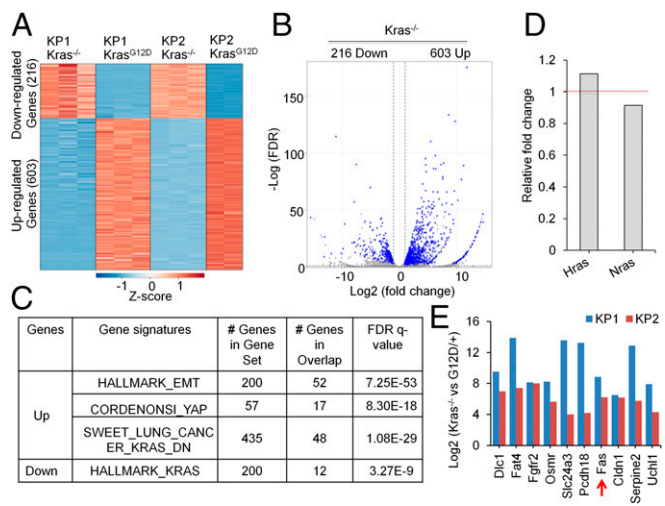 A
KP1
Kras-/-
KP1
KrasG12D
KP2
Kras-/-
KP2
KrasG12D
Down-regulated
Genes (216)
Up-regulated
Genes (603)
-1 0 1
Z-score
B
Kras-/-
216 Down 603 Up
150
100
50
0
-Log (FDR)
-10 0 10
Log2 (fold change)
D
1.2
1
0.8
0.6
0.4
0.2
0
Relative fold change
Hras
Nras
C
Genes
Gene signatures
# Genes
in Gene
Set
# Genes
in
Overlap
FDR q-
value
Up
HALLMARK_EMT
200
52
7.25E-53
CORDENONSI_YAP
57
17
8.30E-18
SWEET_LUNG_CANC
ER_KRAS_DN
435
48
1.08E-29
Down
HALLMARK_KRAS
200
12
3.27E-9
E
KP1 KP2
16
12
8
4
0
Log2 (Kras-/- vs G12D/+)
Dlc1
Fat4
Fgfr2
Osmr
Slc24a3
Pcdh18
Fas
Cldn1
Serpine2
Uchl1